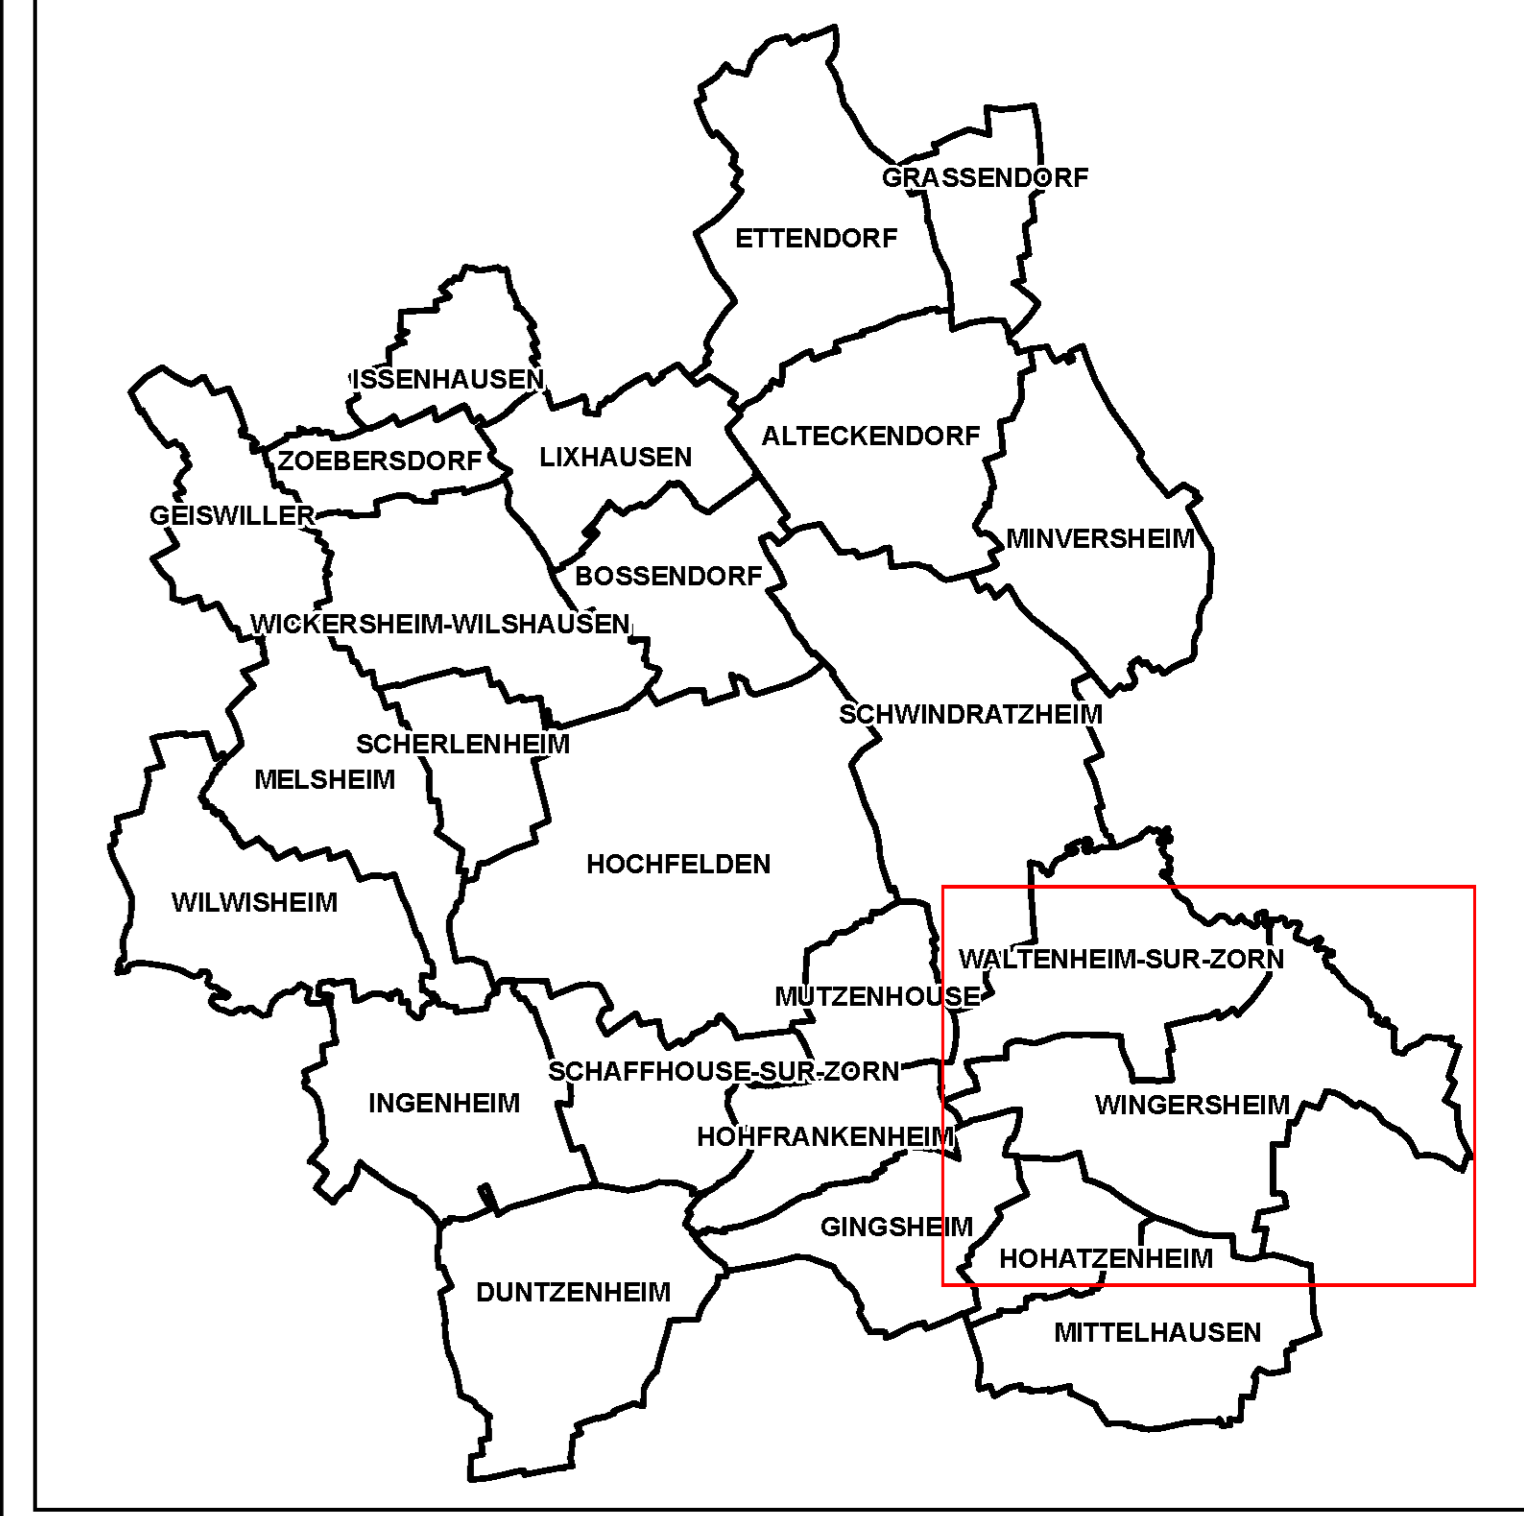 GRASSENDORF
ETTENDORF
ISSENHAUSEN
ALTECKENDORF
ZOEBERSDORF
LIXHAUSEN
GEISWILLER
MINVERSHEIM
BOSSENDORF
WICKERSHEIM-WILSHAUSEN
SCHWINDRATZHEIM
SCHERLENHEIM
MELSHEIM
HOCHFELDEN
WILWISHEIM
WALTENHEIM-SUR-ZORN
MUTZENHOUSE
SCHAFFHOUSE-SUR-ZORN
INGENHEIM
WINGERSHEIM
HOHFRANKENHEIM
GINGSHEIM
HOHATZENHEIM
DUNTZENHEIM
MITTELHAUSEN